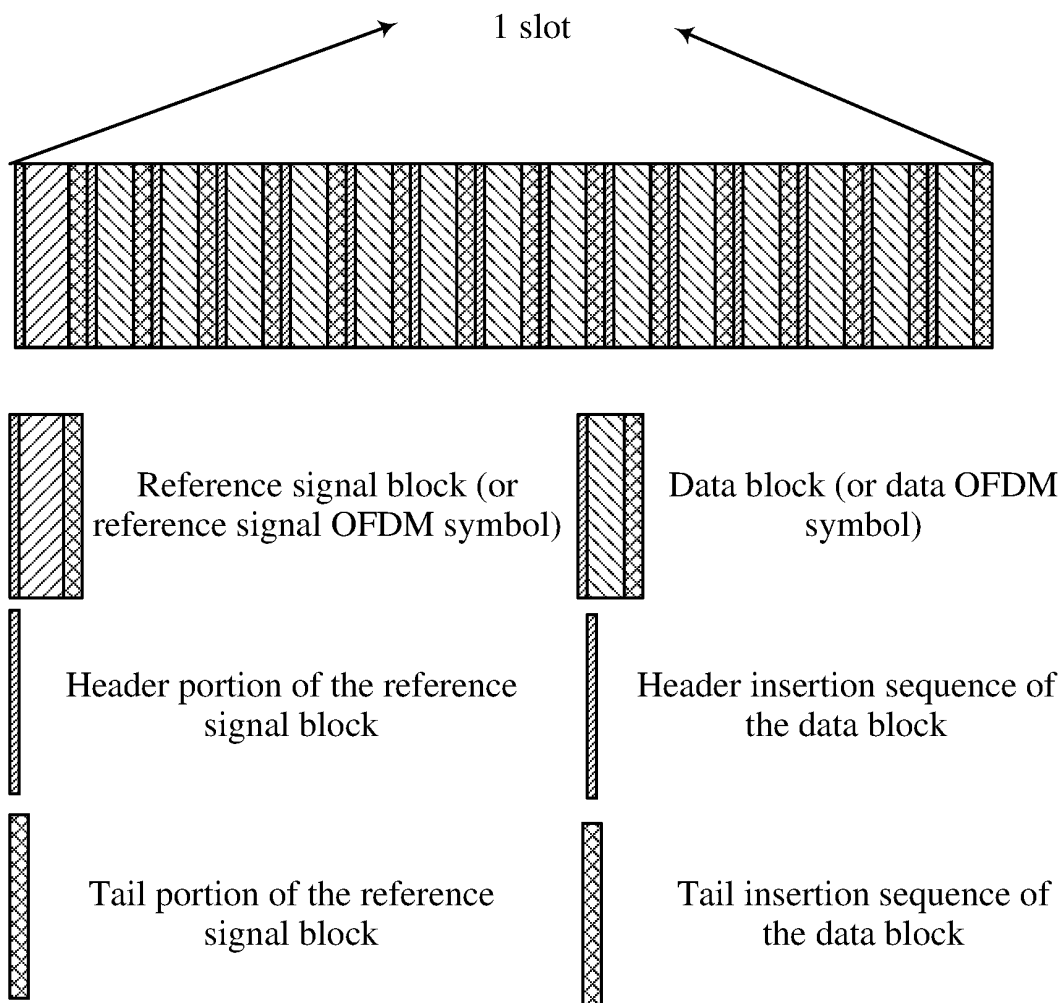 1 slot
Reference signal block (or
reference signal OFDM symbol)
Data block (or data OFDM
symbol)
Header portion of the reference
signal block
Header insertion sequence of
the data block
Tail portion of the reference
signal block
Tail insertion sequence of
the data block